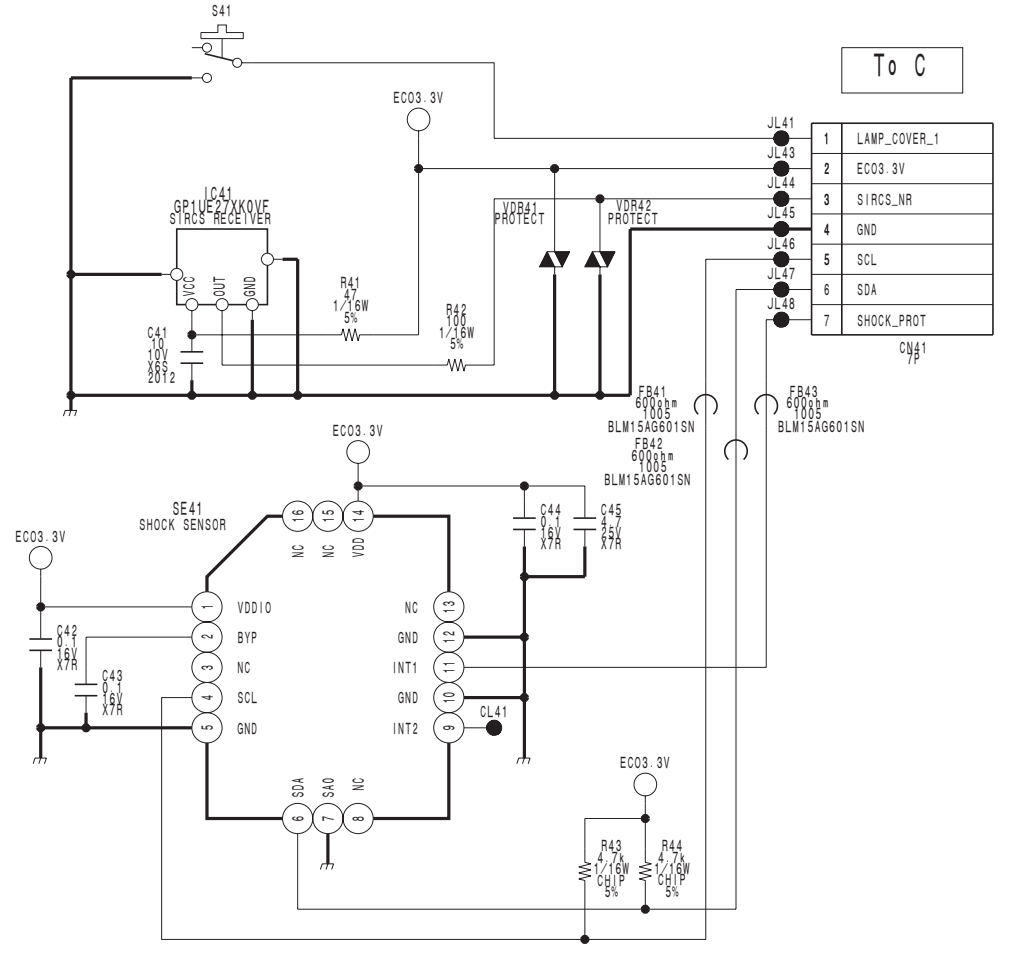 S41
To C
ECO3.3V
JL41
1 LAMP_COVER_1
JL43
2 ECO3.3V
JL44
3 SIRCS_NR
JL45
4 GND
JL46
5 SCL
JL47
6 SDA
JL48
7 SHOCK_PROT
CN41
7P
IC41
GP1UE27XK0VF
SIRCS RECEIVER
VCC
OUT
GND
VDR41
PROTECT
VDR42
PROTECT
R41
47
1/16W
5%
R42
100
1/16W
5%
C41
10
10V
X6S
2012
FB41
600ohm
1005
BLM15AG601SN
FB43
600ohm
1005
BLM15AG601SN
FB42
600ohm
1005
BLM15AG601SN
ECO3.3V
SE41
SHOCK SENSOR
16
15
14
NC
NC
VDD
C44
0.1
16V
X7R
C45
4.7
25V
X7R
ECO3.3V
1 VDDIO
2 BYP
3 NC
4 SCL
5 GND
NC 13
GND 12
INT1 11
GND 10
INT2 9
CL41
C42
0.1
16V
X7R
C43
0.1
16V
X7R
SDA
SA0
NC
6
7
8
ECO3.3V
R43
4.7k
1/16W
CHIP
5%
R44
4.7k
1/16W
CHIP
5%